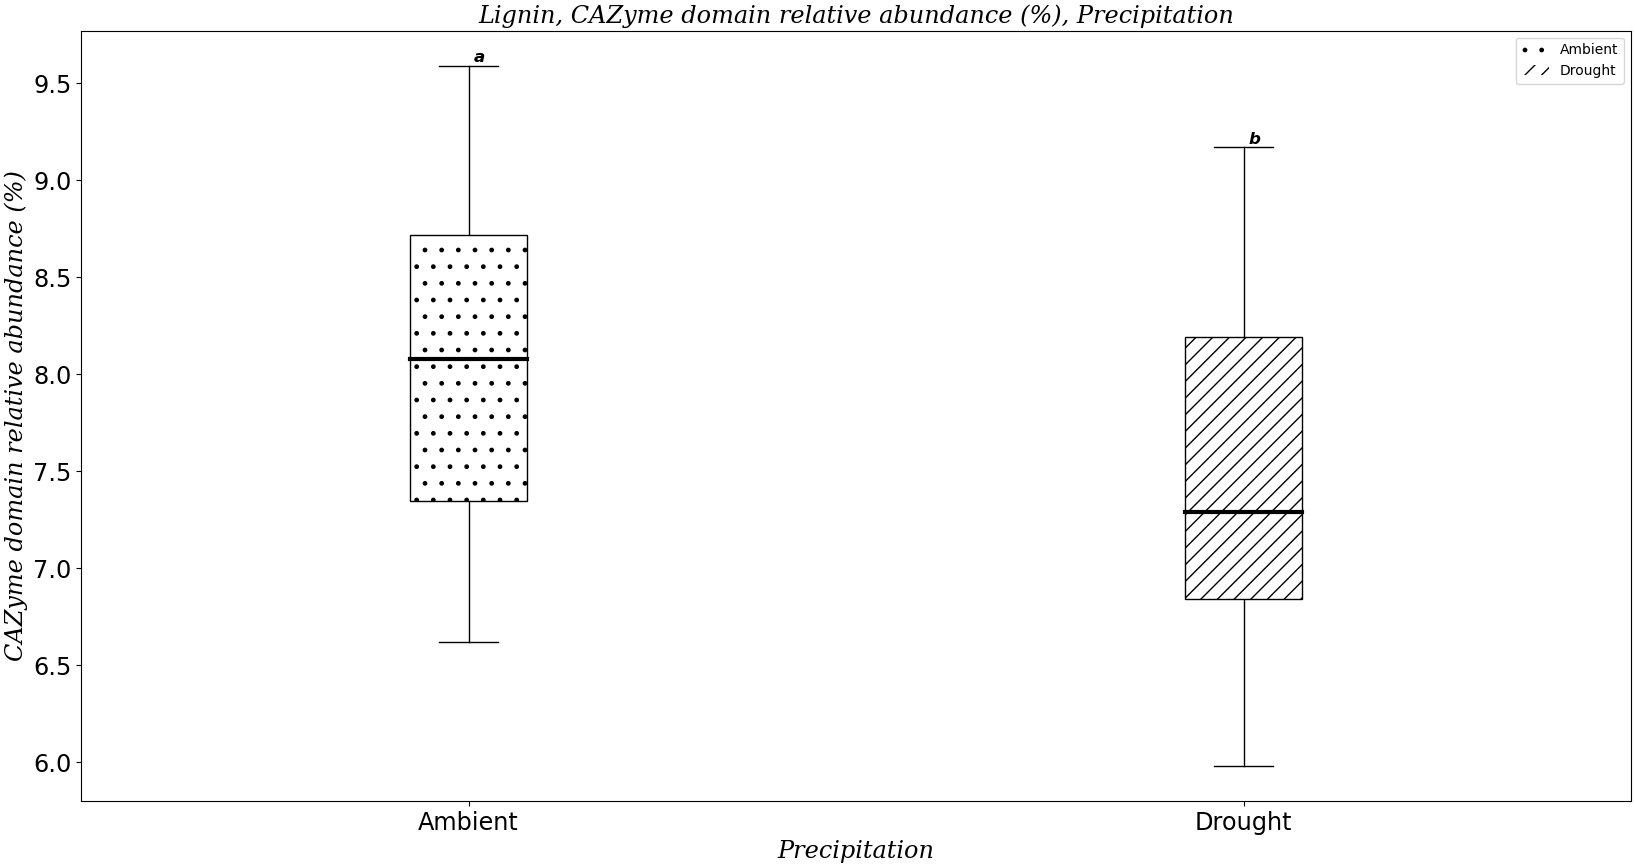 Lignin, CAZyme domain relative abundance (%), Precipitation
a
b
Ambient
Drought
9.5
9.0
8.5
8.0
7.5
7.0
6.5
6.0
CAZyme domain relative abundance (%)
Ambient
Drought
Precipitation